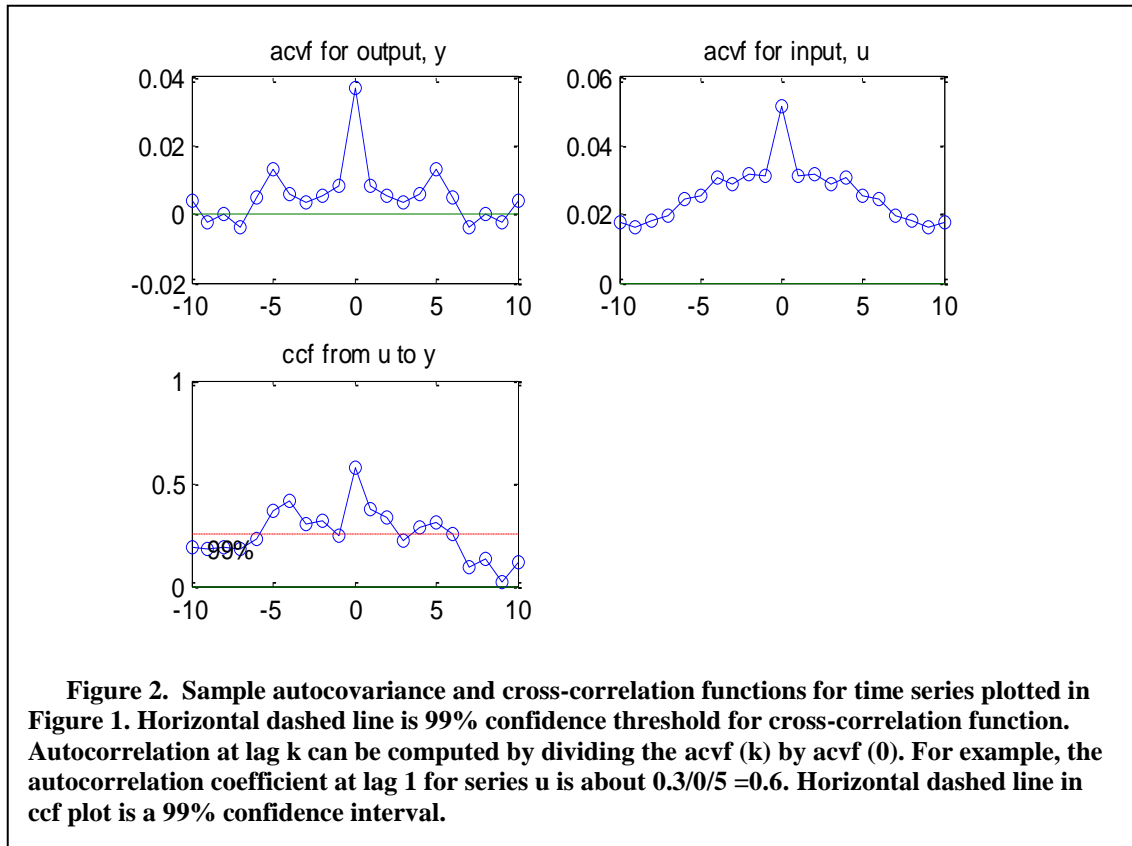 acvf for output, y
0.04
0.02
0
-0.02
-10 -5 0 5 10
acvf for input, u
0.06
0.04
0.02
0
-10 -5 0 5 10
ccf from u to y
1
0.5
0
99%
-10 -5 0 5 10
Figure 2. Sample autocovariance and cross-correlation functions for time series plotted in
Figure 1. Horizontal dashed line is 99% confidence threshold for cross-correlation function.
Autocorrelation at lag k can be computed by dividing the acvf (k) by acvf (0). For example, the
autocorrelation coefficient at lag 1 for series u is about 0.3/0/5 =0.6. Horizontal dashed line in
ccf plot is a 99% confidence interval.